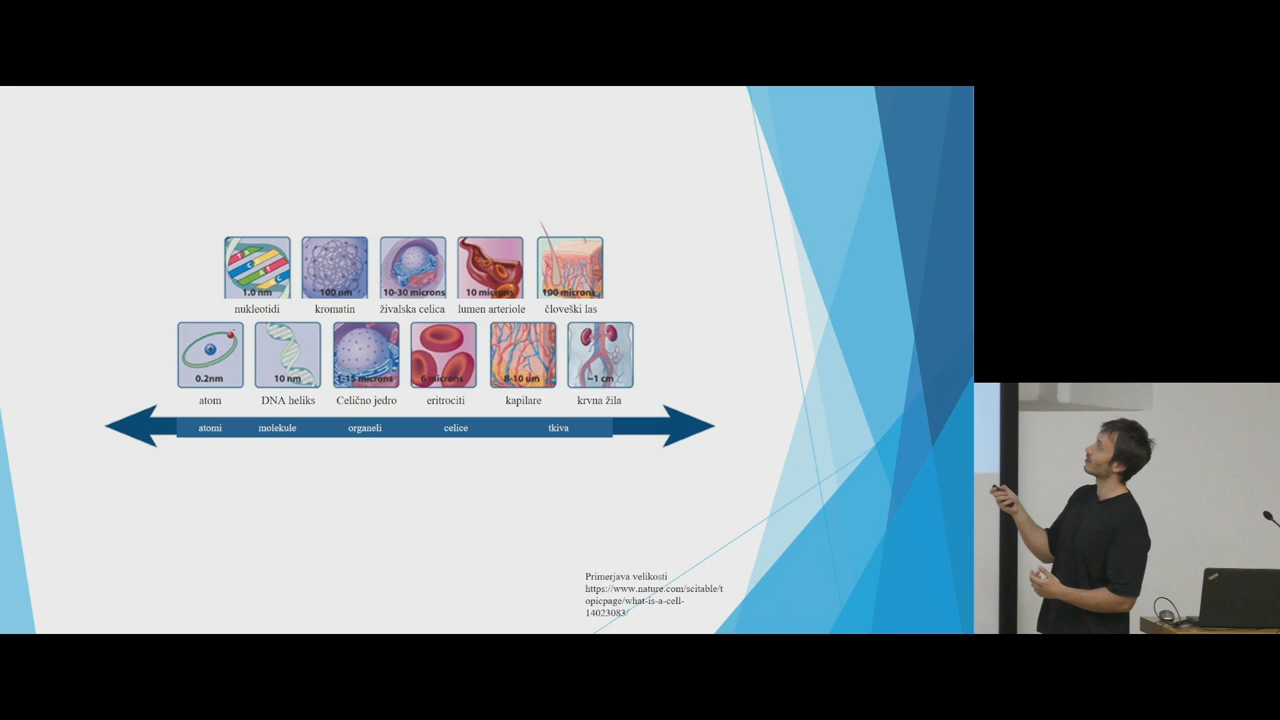 1.0 nm 100 nm 10-30 microns 10 microns 100 microns
nukleotidi kromatin živalska celica lumen arteriole človeški las
0.2nm 10 nm 1-15 microns 6 microns 8-10 um ~1 cm
atom DNA heliks Celično jedro eritrociti kapilare krvna žila
atomi molekule organeli celice tkiva
Primerjava velikosti
https://www.nature.com/scitable/t
opicpage/what-is-a-cell-
14023083/